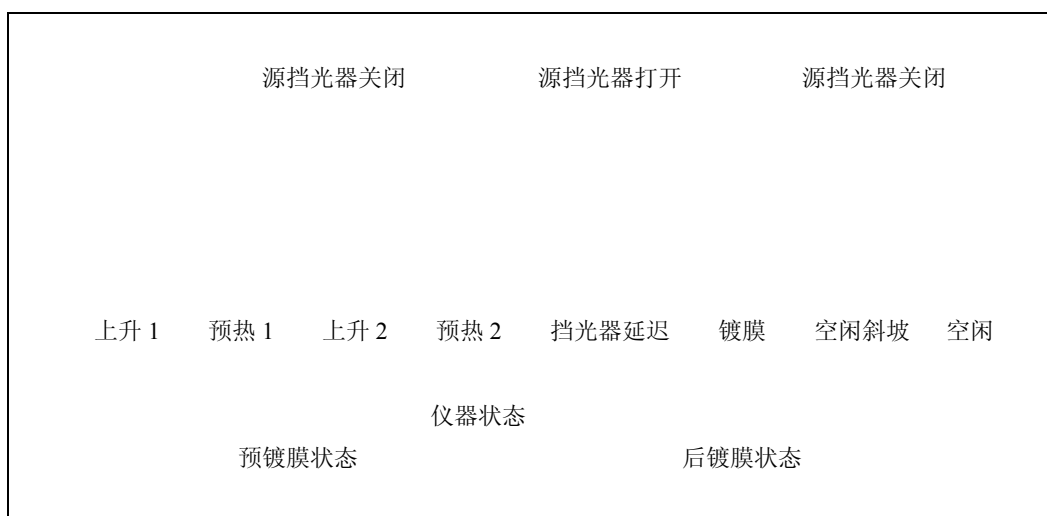 源挡光器关闭 源挡光器打开 源挡光器关闭
上升 1 预热 1 上升 2 预热 2 挡光器延迟 镀膜 空闲斜坡 空闲
仪器状态
预镀膜状态 后镀膜状态